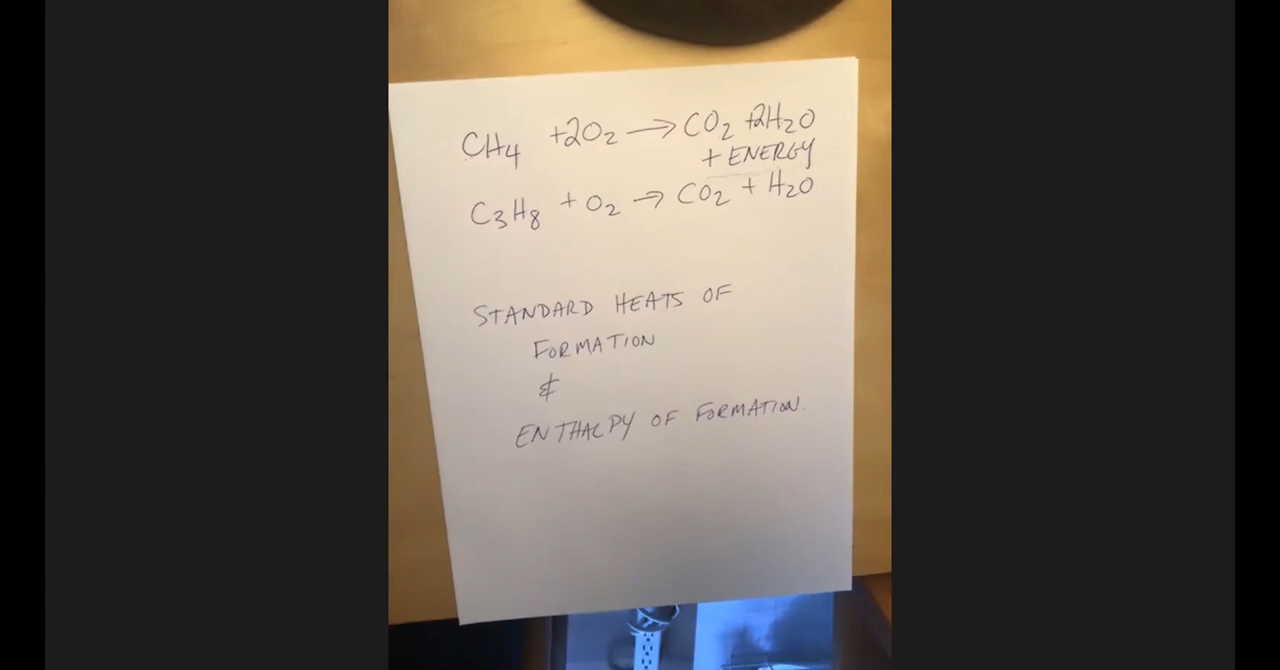 CH₄ +2O₂ → CO₂ +2H₂O
+ ENERGY
C₃H₈ + O₂ → CO₂ + H₂O
STANDARD HEATS OF
FORMATION
&
ENTHALPY OF FORMATION.